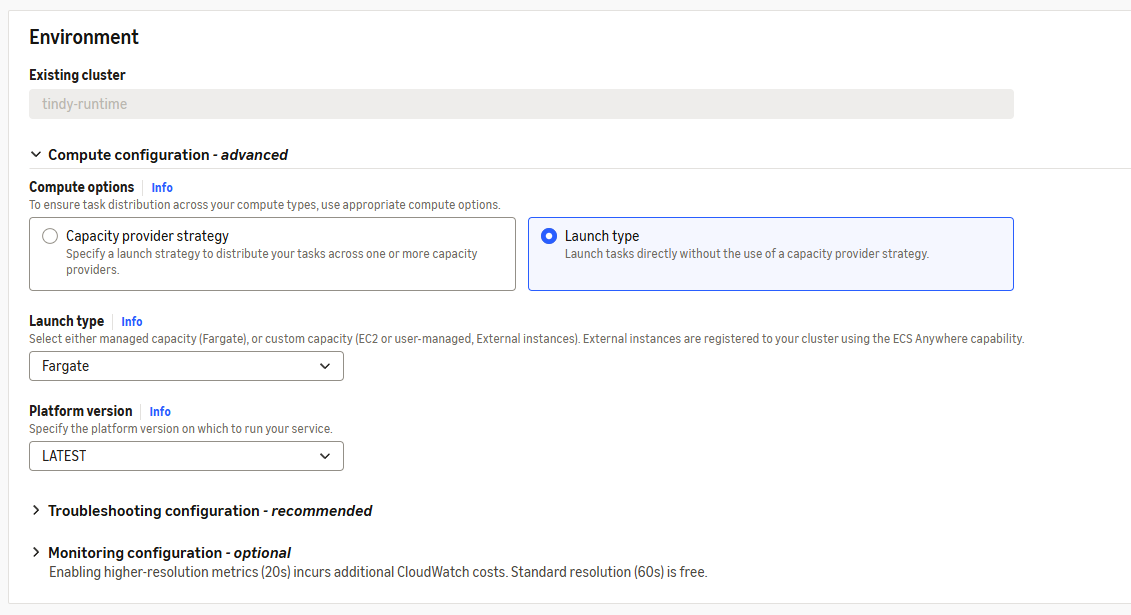 Environment
Existing cluster
tindy-runtime
Compute configuration - advanced
Compute options Info
To ensure task distribution across your compute types, use appropriate compute options.
Capacity provider strategy
Specify a launch strategy to distribute your tasks across one or more capacity
providers.
Launch type
Launch tasks directly without the use of a capacity provider strategy.
Launch type Info
Select either managed capacity (Fargate), or custom capacity (EC2 or user-managed, External instances). External instances are registered to your cluster using the ECS Anywhere capability.
Fargate
Platform version Info
Specify the platform version on which to run your service.
LATEST
Troubleshooting configuration - recommended
Monitoring configuration - optional
Enabling higher-resolution metrics (20s) incurs additional CloudWatch costs. Standard resolution (60s) is free.